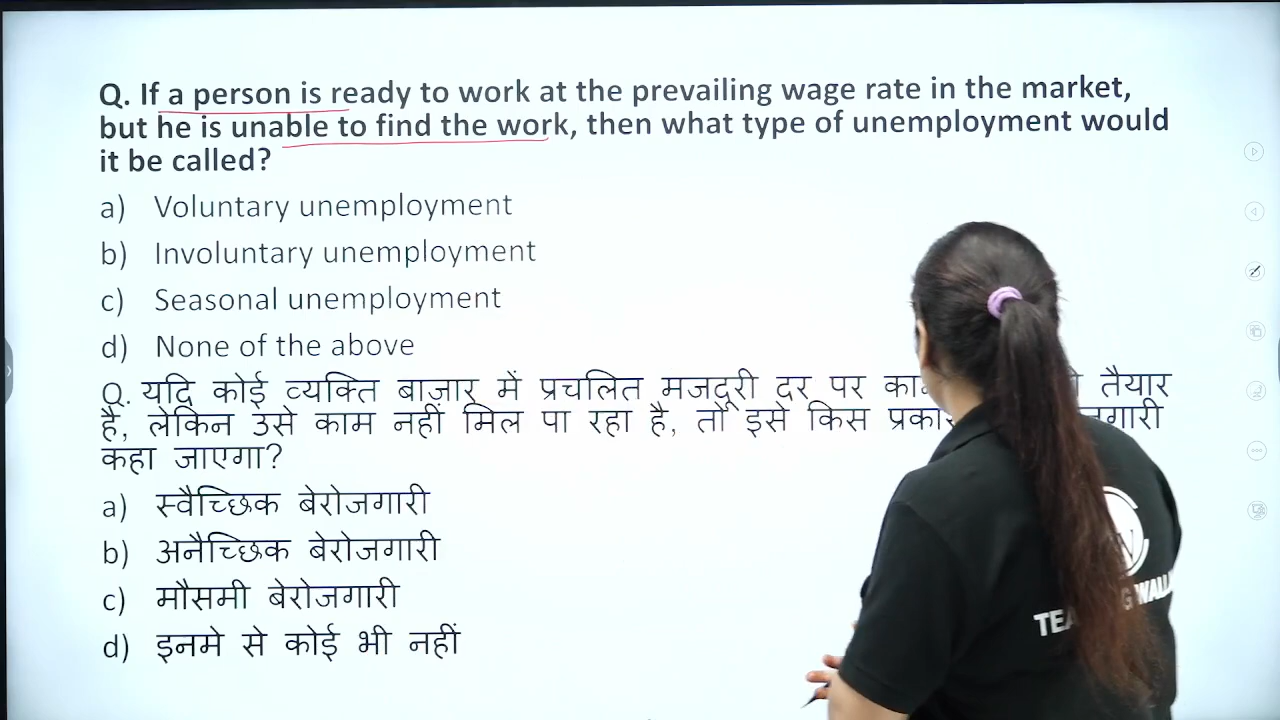 Q. If a person is ready to work at the prevailing wage rate in the market,
but he is unable to find the work, then what type of unemployment would
it be called?
a) Voluntary unemployment
b) Involuntary unemployment
c) Seasonal unemployment
d) None of the above
Q. यदि कोई व्यक्ति बाज़ार में प्रचलित मजदूरी दर पर तैयार
है, लेकिन उसे काम नहीं मिल पा रहा है, तो इसे किस
कहा जाएगा?
a) स्वैच्छिक बेरोजगारी
b) अनैच्छिक बेरोजगारी
c) मौसमी बेरोजगारी
d) इनमे से कोई भी नहीं